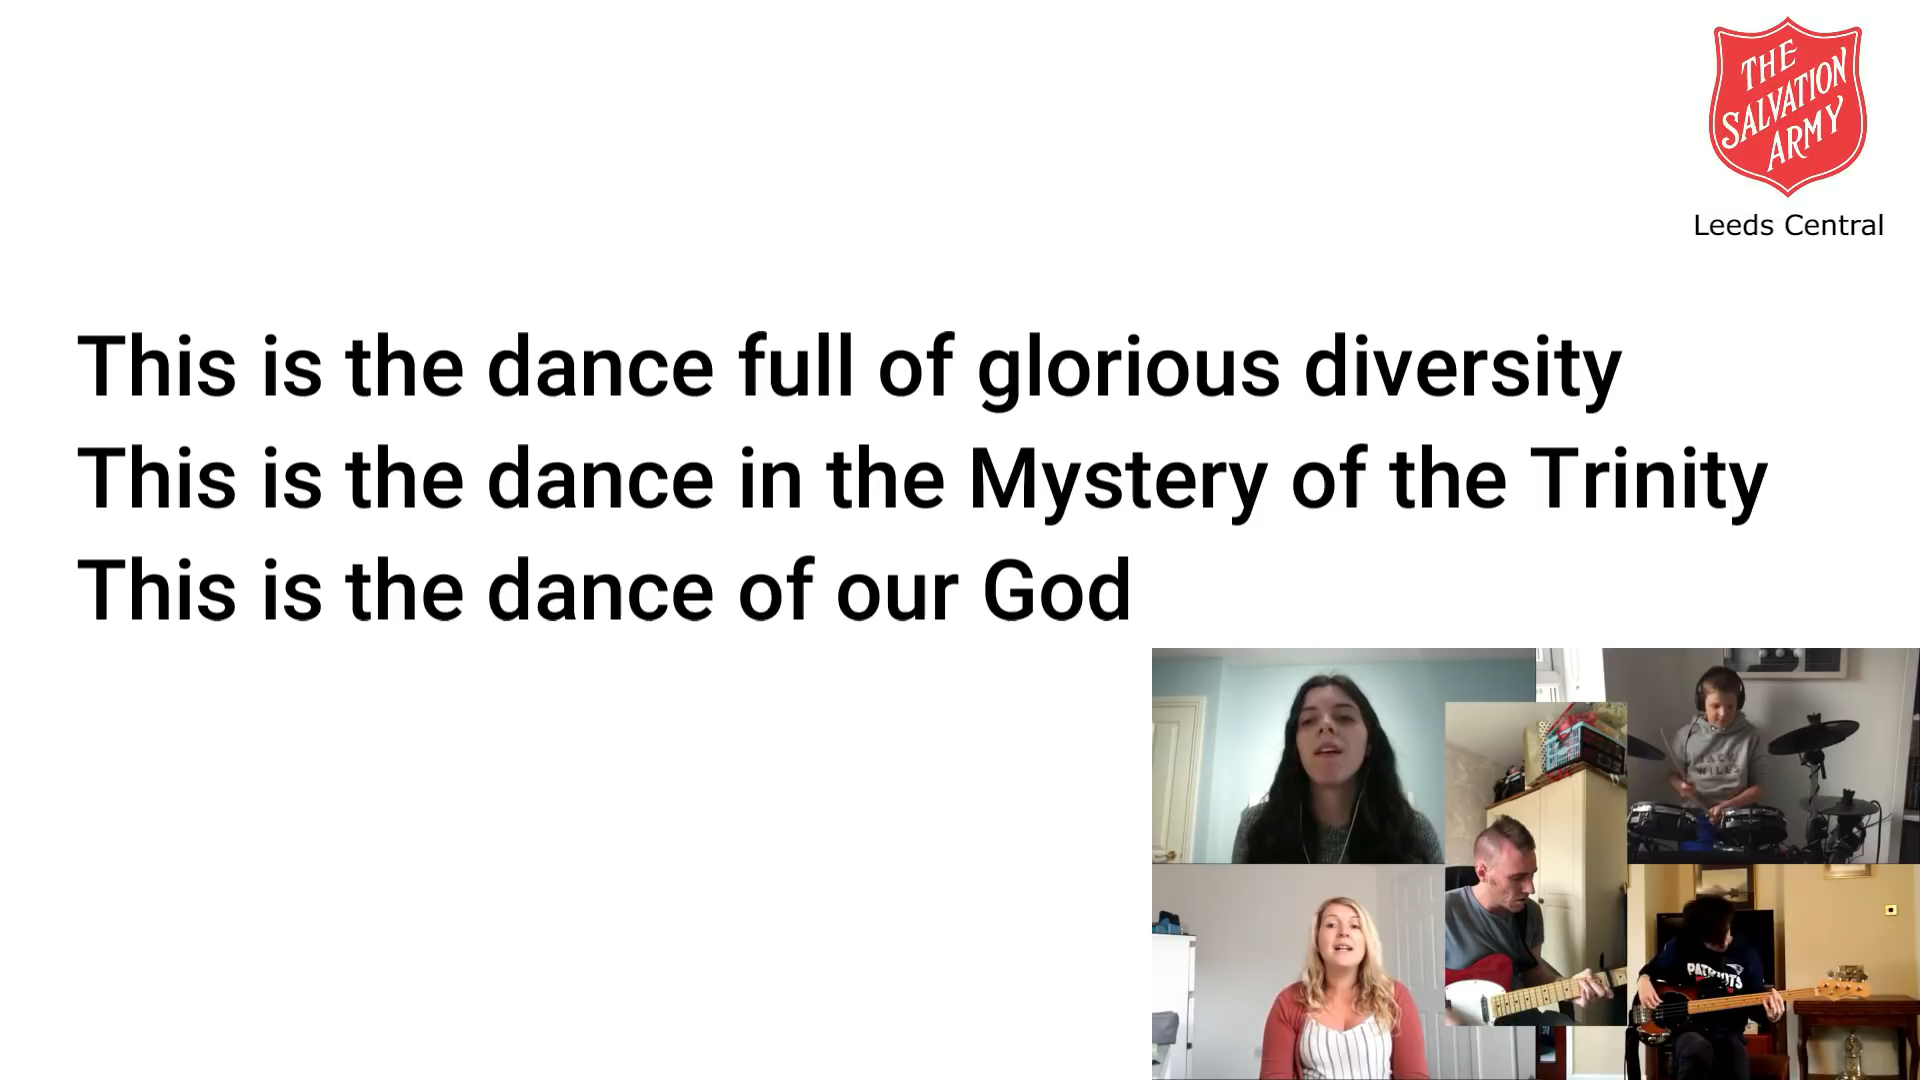 THE
SALVATION
ARMY
Leeds Central
This is the dance full of glorious diversity
This is the dance in the Mystery of the Trinity
This is the dance of our God
PATRIOTS